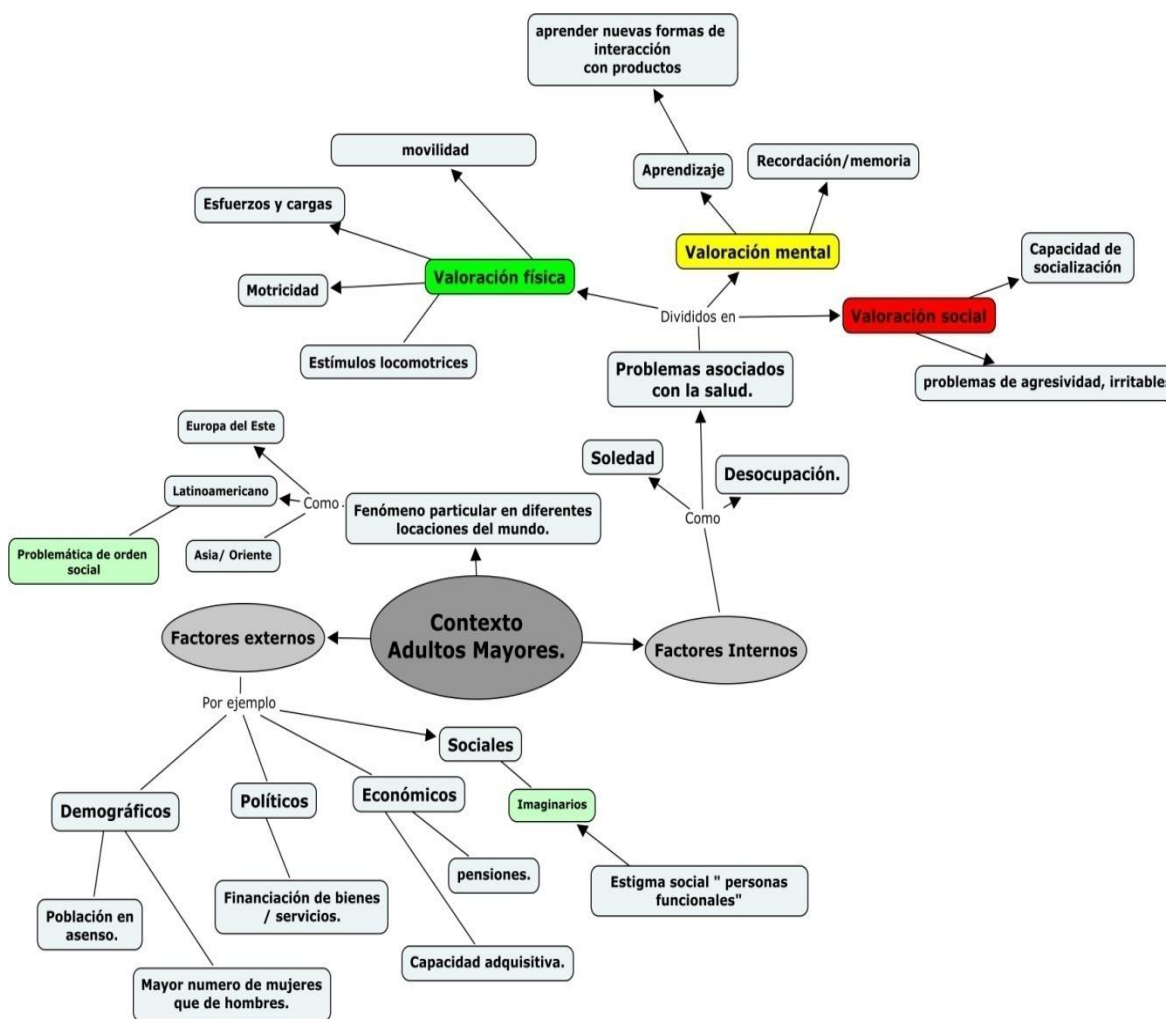 aprender nuevas formas de
interacción
con productos
movilidad
Aprendizaje
Recordación/memoria
Esfuerzos y cargas
Valoración mental
Capacidad de
socialización
Valoración física
Motricidad
Divididos en
Valoración social
Estímulos locomotrices
Problemas asociados
con la salud.
problemas de agresividad, irritables
Europa del Este
Soledad
Desocupación.
Latinoamericano
Como
Fenómeno particular en diferentes
locaciones del mundo.
Como
Problemática de orden
social
Asia/ Oriente
Contexto
Adultos Mayores.
Factores externos
Factores Internos
Por ejemplo
Sociales
Demográficos
Políticos
Económicos
Imaginarios
pensiones.
Estigma social " personas
funcionales"
Financiación de bienes
/ servicios.
Población en
asenso.
Capacidad adquisitiva.
Mayor numero de mujeres
que de hombres.